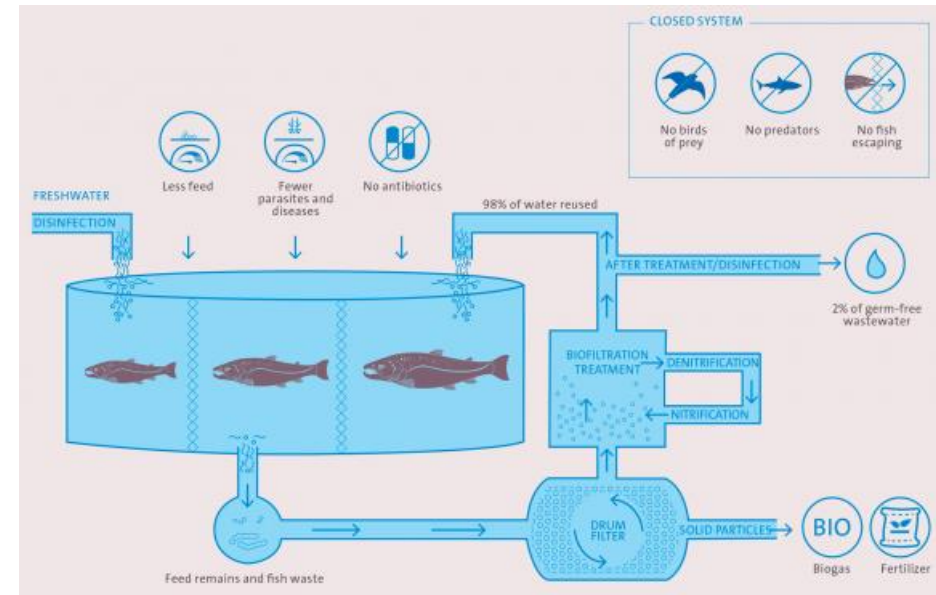 CLOSED SYSTEM
No birds
of prey
No predators
No fish
escaping
Less feed
Fewer
parasites and
diseases
No antibiotics
FRESHWATER
DISINFECTION
98% of water reused
AFTER TREATMENT/DISINFECTION
2% of germ-free
wastewater
BIOFILTRATION
TREATMENT
DENITRIFICATION
NITRIFICATION
DRUM
FILTER
SOLID PARTICLES
BIO
Biogas
Fertilizer
Feed remains and fish waste